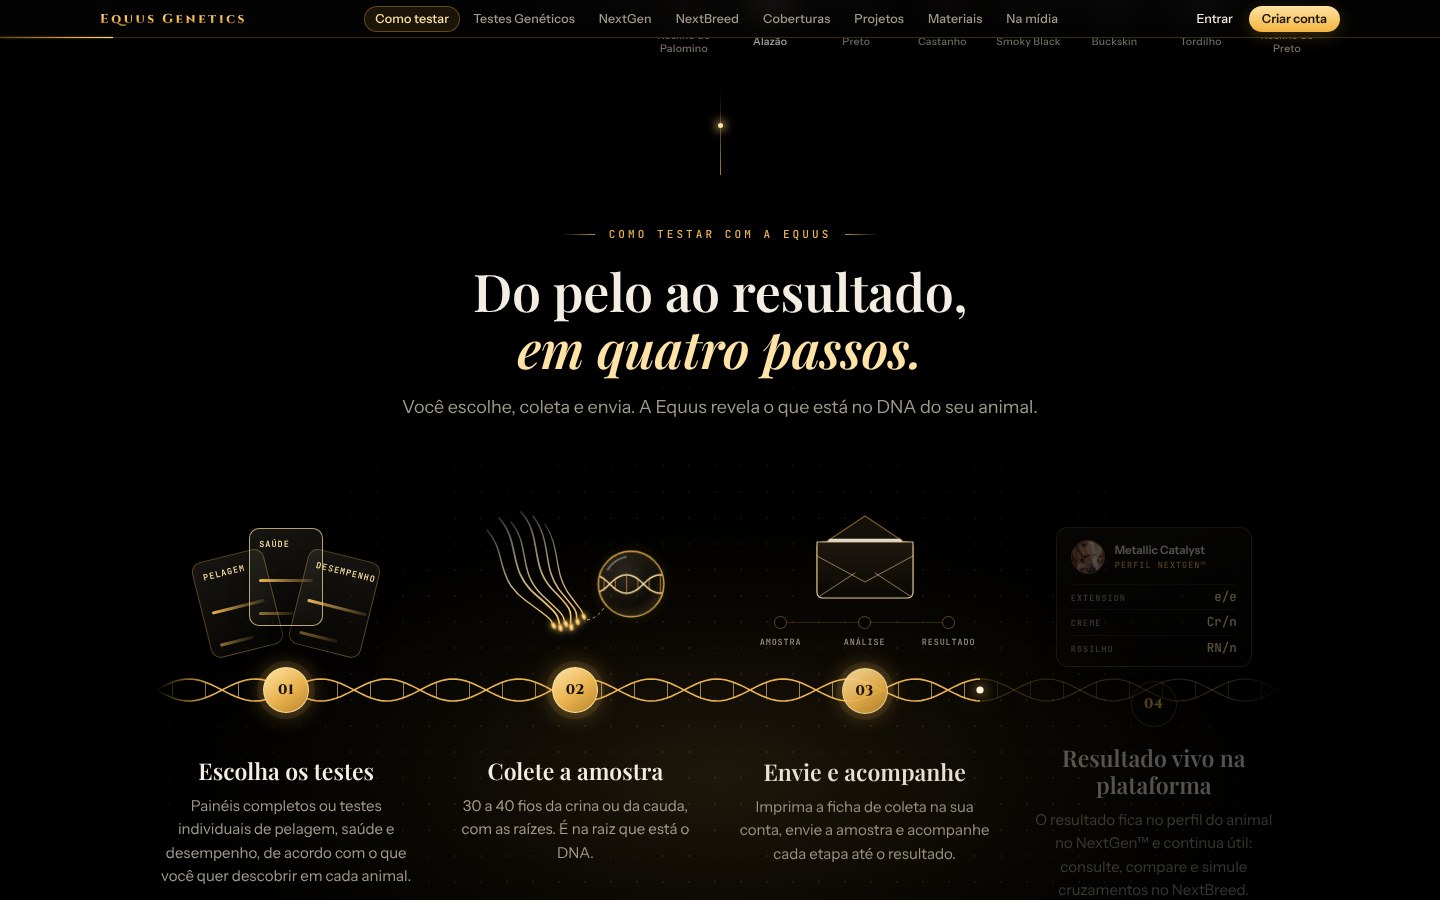 EQUUS GENETICS
Como testar
Testes Genéticos
NextGen
NextBreed
Coberturas
Projetos
Materiais
Na mídia
Entrar
Criar conta
Palomino
Alazão
Preto
Castanho
Smoky Black
Buckskin
Tordilho
Preto
COMO TESTAR COM A EQUUS
Do pelo ao resultado,
em quatro passos.
Você escolhe, coleta e envia. A Equus revela o que está no DNA do seu animal.
PELAGEM
SAÚDE
DESEMPENHO
AMOSTRA
ANÁLISE
RESULTADO
Metallic Catalyst
PERFIL NEXTGEN™
EXTENSION e/e
CREME Cr/n
ROSILHO RN/n
01
02
03
04
Escolha os testes
Painéis completos ou testes
individuais de pelagem, saúde e
desempenho, de acordo com o que
você quer descobrir em cada animal.
Colete a amostra
30 a 40 fios da crina ou da cauda,
com as raízes. É na raiz que está o
DNA.
Envie e acompanhe
Imprima a ficha de coleta na sua
conta, envie a amostra e acompanhe
cada etapa até o resultado.
Resultado vivo na
plataforma
O resultado fica no perfil do animal
no NextGen™ e continua útil:
consulte, compare e simule
cruzamentos no NextBreed.